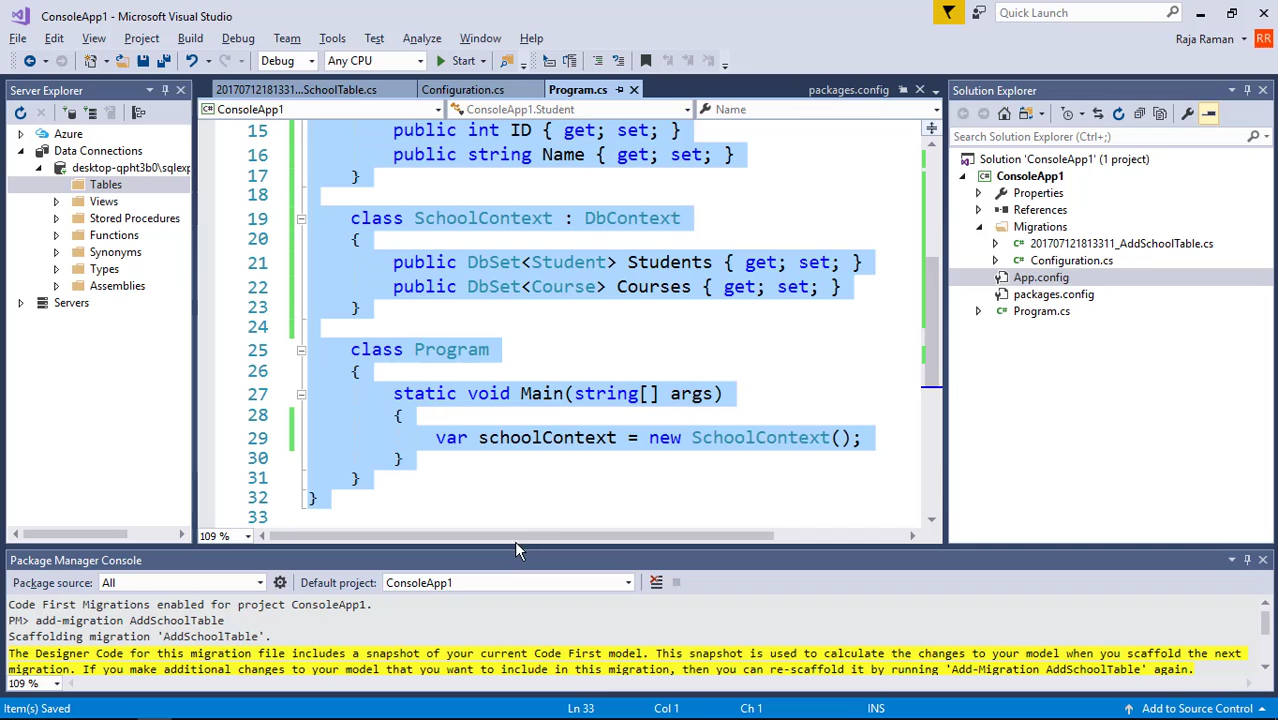 ConsoleApp1 - Microsoft Visual Studio
Quick Launch
File Edit View Project Build Debug Team Tools Test Analyze Window Help
Raja Raman RR
Debug Any CPU Start
Server Explorer
Azure
Data Connections
desktop-qpht3b0\sqlexp
Tables
Views
Stored Procedures
Functions
Synonyms
Types
Assemblies
Servers
20170712181331...SchoolTable.cs Configuration.cs Program.cs packages.config
ConsoleApp1 ConsoleApp1.Student Name
15 public int ID { get; set; }
16 public string Name { get; set; }
17 }
18
19 class SchoolContext : DbContext
20 {
21 public DbSet<Student> Students { get; set; }
22 public DbSet<Course> Courses { get; set; }
23 }
24
25 class Program
26 {
27 static void Main(string[] args)
28 {
29 var schoolContext = new SchoolContext();
30 }
31 }
32 }
33
109 %
Solution Explorer
Search Solution Explorer (Ctrl+;)
Solution 'ConsoleApp1' (1 project)
ConsoleApp1
Properties
References
Migrations
201707121813311_AddSchoolTable.cs
Configuration.cs
App.config
packages.config
Program.cs
Package Manager Console
Package source: All Default project: ConsoleApp1
Code First Migrations enabled for project ConsoleApp1.
PM> add-migration AddSchoolTable
Scaffolding migration 'AddSchoolTable'.
The Designer Code for this migration file includes a snapshot of your current Code First model. This snapshot is used to calculate the changes to your model when you scaffold the next
migration. If you make additional changes to your model that you want to include in this migration, then you can re-scaffold it by running 'Add-Migration AddSchoolTable' again.
109 %
Item(s) Saved Ln 33 Col 1 Ch 1 INS Add to Source Control